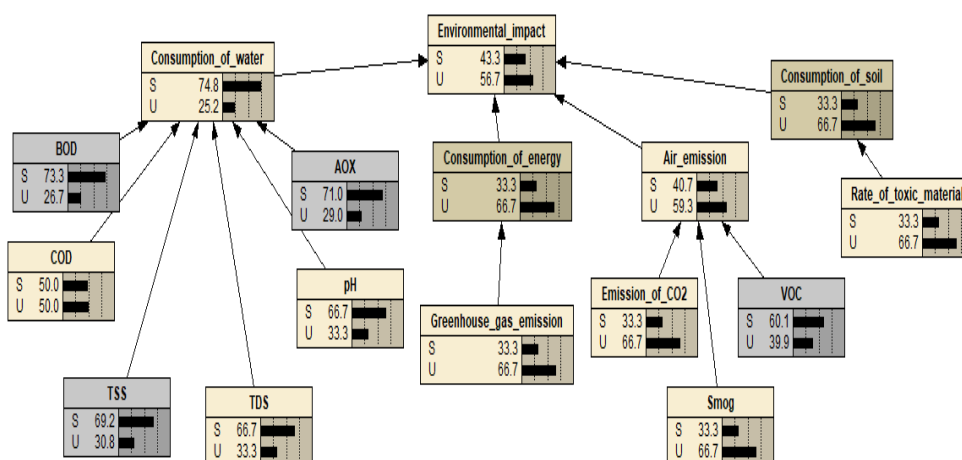 Environmental_impact
S 43.3
U 56.7
Consumption_of_water
S 74.8
U 25.2
Consumption_of_soil
S 33.3
U 66.7
BOD
S 73.3
U 26.7
AOX
S 71.0
U 29.0
Consumption_of_energy
S 33.3
U 66.7
Air_emission
S 40.7
U 59.3
Rate_of_toxic_material
S 33.3
U 66.7
COD
S 50.0
U 50.0
pH
S 66.7
U 33.3
Greenhouse_gas_emission
S 33.3
U 66.7
Emission_of_CO2
S 33.3
U 66.7
VOC
S 60.1
U 39.9
TSS
S 69.2
U 30.8
TDS
S 66.7
U 33.3
Smog
S 33.3
U 66.7